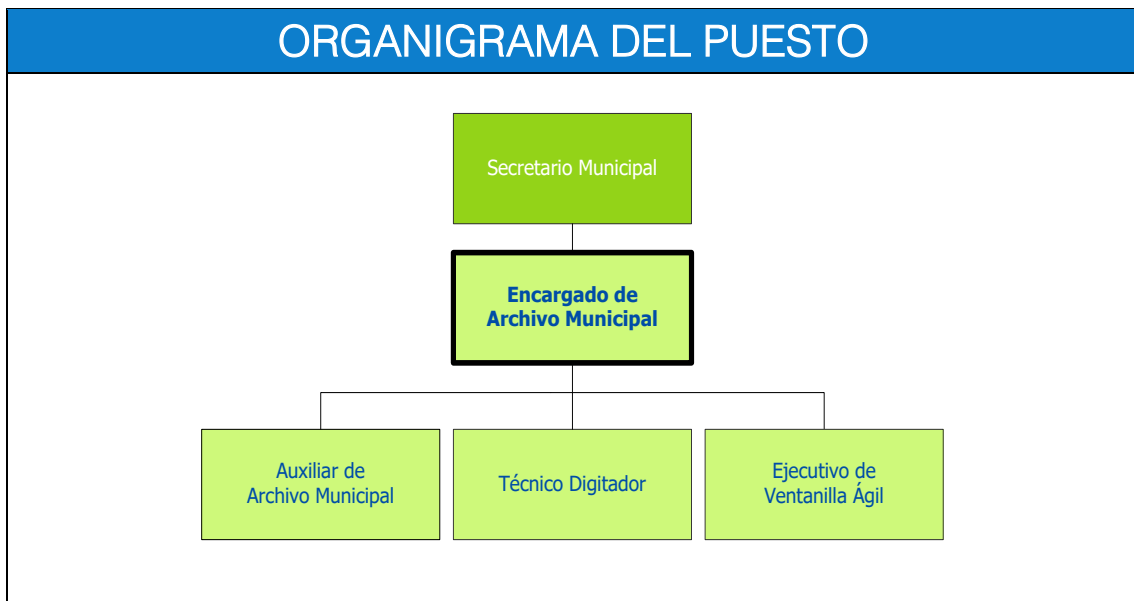 ORGANIGRAMA DEL PUESTO
Secretario Municipal
Encargado de
Archivo Municipal
Auxiliar de
Archivo Municipal
Técnico Digitador
Ejecutivo de
Ventanilla Ágil